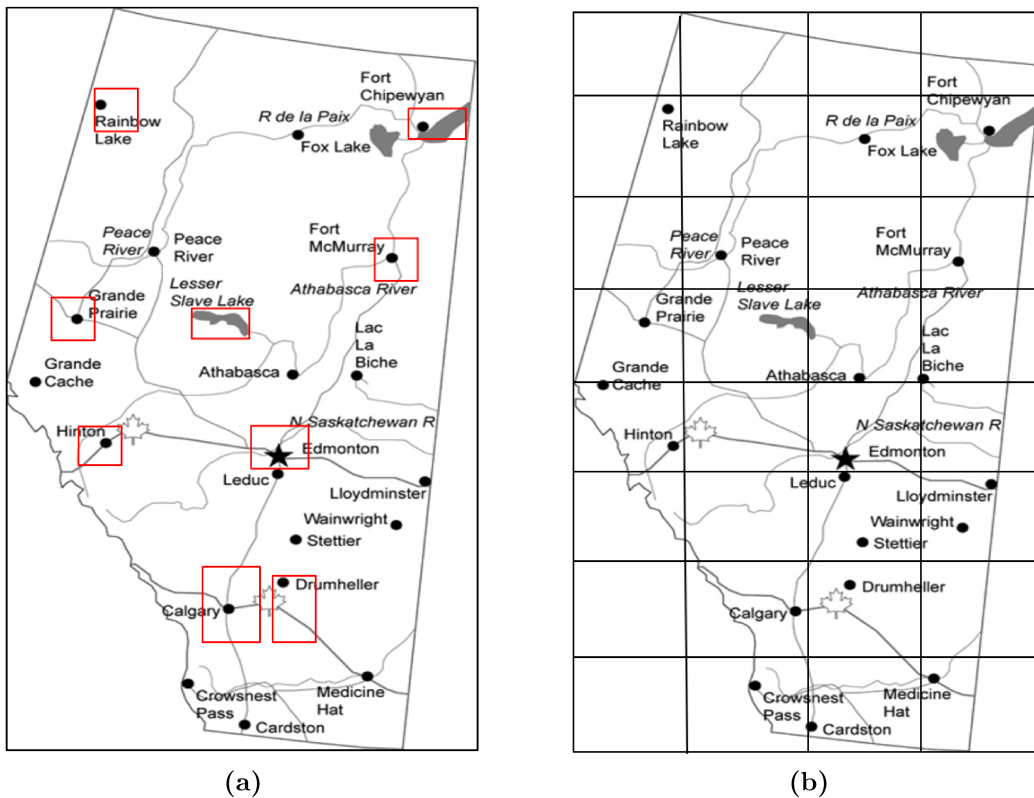 Fort
Chipewyan
R de la Paix
Rainbow
Lake
Fox Lake
Fort
McMurray
Peace
River
Peace
River
Lesser
Slave Lake
Athabasca River
Grande
Prairie
Lac
La
Biche
Grande
Cache
Athabasca
N Saskatchewan R
Hinton
Edmonton
Leduc
Lloydminster
Wainwright
Stettier
Drumheller
Calgary
Crowsnest
Pass
Medicine
Hat
Cardston
(a)
Fort
Chipewyan
R de la Paix
Rainbow
Lake
Fox Lake
Fort
McMurray
Peace
River
Peace
River
Lesser
Slave Lake
Athabasca River
Grande
Prairie
Lac
La
Biche
Grande
Cache
Athabasca
N Saskatchewan R
Hinton
Edmonton
Leduc
Lloydminster
Wainwright
Stettier
Drumheller
Calgary
Crowsnest
Pass
Medicine
Hat
Cardston
(b)